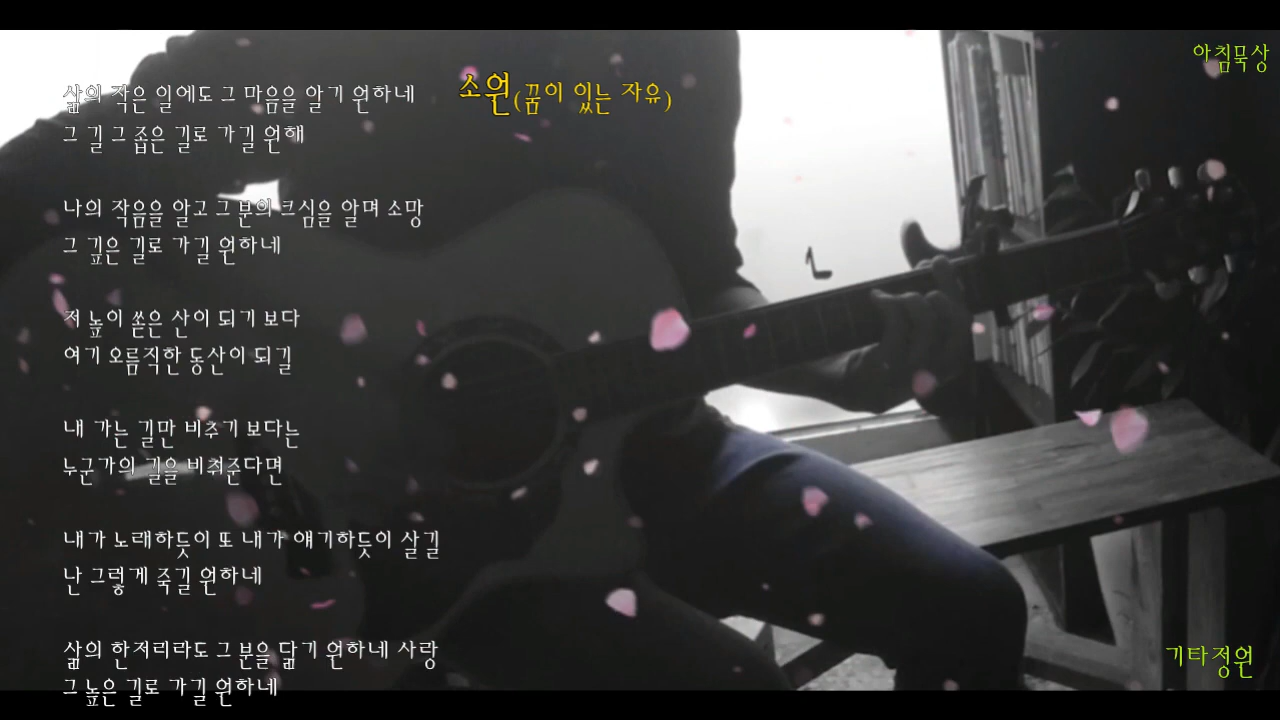 아침묵상
소원(꿈이 있는 자유)
삶의 작은 일에도 그 마음을 알기 원하네
그 길 그 좁은 길로 가길 원해
나의 작음을 알고 그 분의 크심을 알며 소망
그 깊은 길로 가길 원하네
저 높이 솟은 산이 되기 보다
여기 오름직한 동산이 되길
내 가는 길만 비추기 보다는
누군가의 길을 비춰준다면
내가 노래하듯이 또 내가 얘기하듯이 살길
난 그렇게 죽길 원하네
삶의 한저리라도 그 분을 닮기 원하네 사랑
그 높은 길로 가길 원하네
기타정원